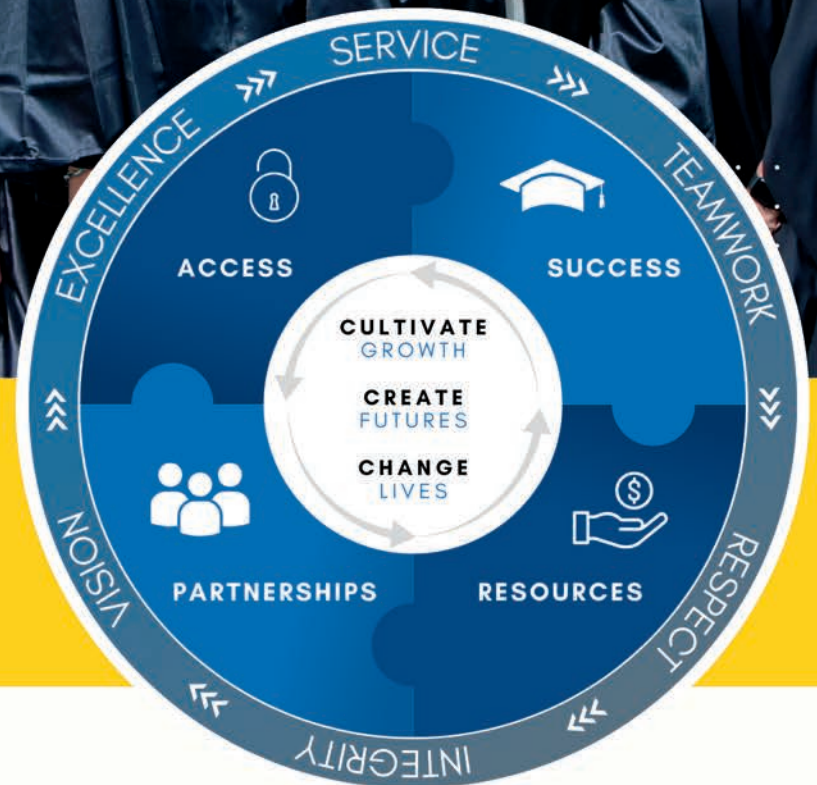 SERVICE
TEAMWORK
RESPECT
INTEGRITY
VISION
EXCELLENCE
ACCESS
SUCCESS
CULTIVATE
GROWTH
CREATE
FUTURES
CHANGE
LIVES
$
PARTNERSHIPS
RESOURCES